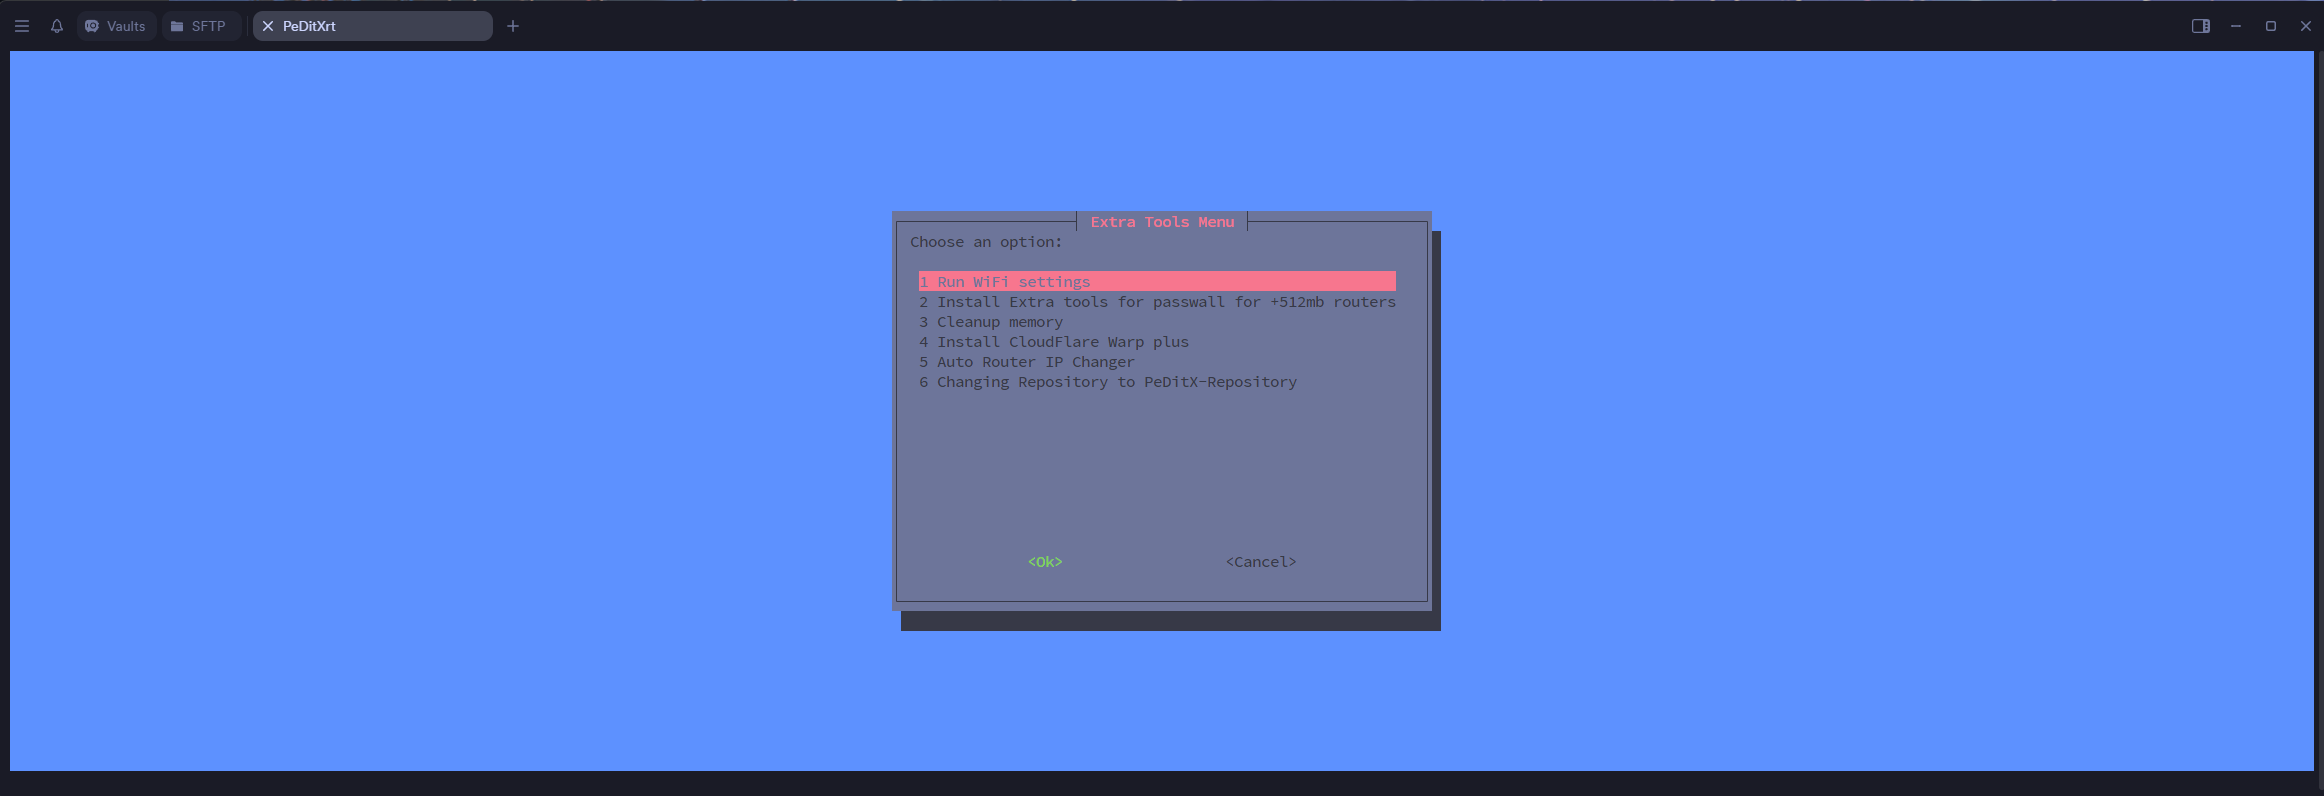 Vaults SFTP PeDitXrt
Extra Tools Menu
Choose an option:
1 Run WiFi settings
2 Install Extra tools for passwall for +512mb routers
3 Cleanup memory
4 Install CloudFlare Warp plus
5 Auto Router IP Changer
6 Changing Repository to PeDitX-Repository
<Ok> <Cancel>